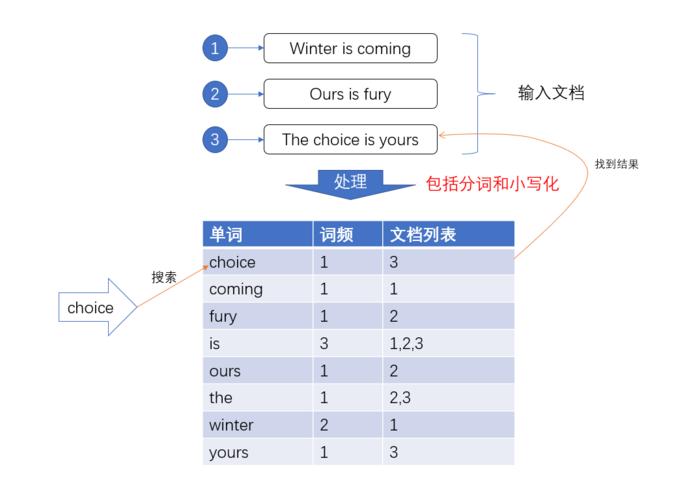 1 Winter is coming
2 Ours is fury
输入文档
3 The choice is yours
找到结果
处理
包括分词和小写化
单词 词频 文档列表
choice 1 3
搜索
choice
coming 1 1
fury 1 2
is 3 1,2,3
ours 1 2
the 1 2,3
winter 2 1
yours 1 3